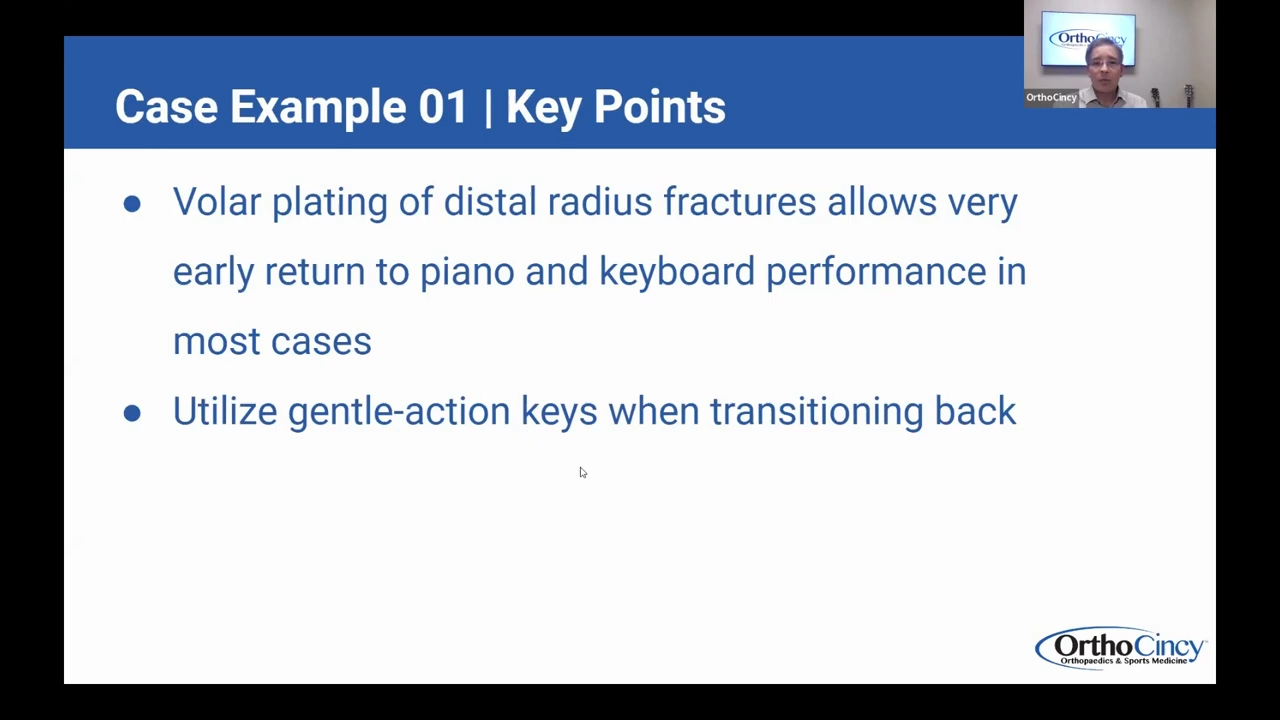 OrthoCincy
OrthoCincy
Case Example 01 | Key Points
● Volar plating of distal radius fractures allows very
early return to piano and keyboard performance in
most cases
● Utilize gentle-action keys when transitioning back
OrthoCincy
Orthopaedics & Sports Medicine